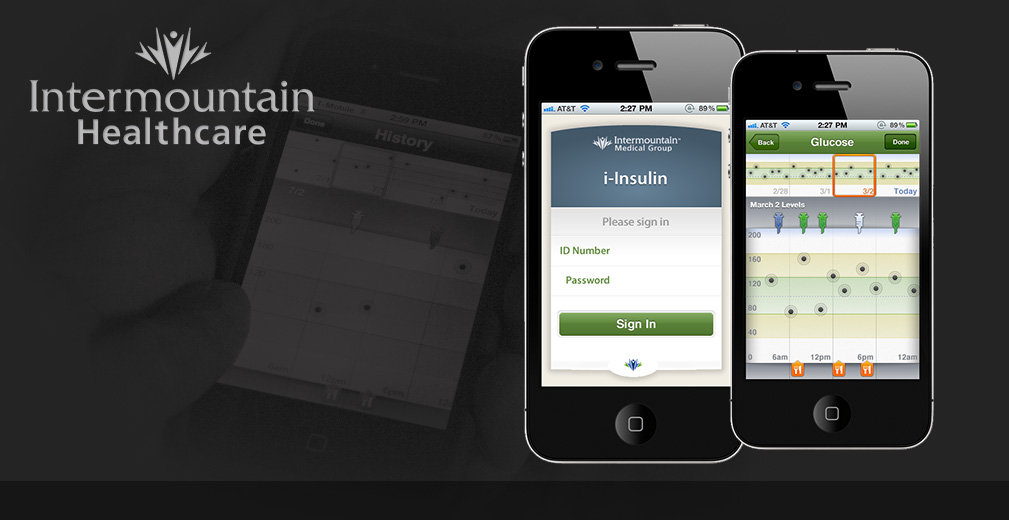 Intermountain
Healthcare
Done
History
2/2
Today
AT&T 2:27 PM 89%
Intermountain™
Medical Group
i-Insulin
Please sign in
ID Number
Password
Sign In
AT&T 2:27 PM 89%
Back
Glucose
Done
2/28
3/1
3/2
Today
March 2 Levels
200
160
120
80
40
0 6am 12pm 6pm 12am